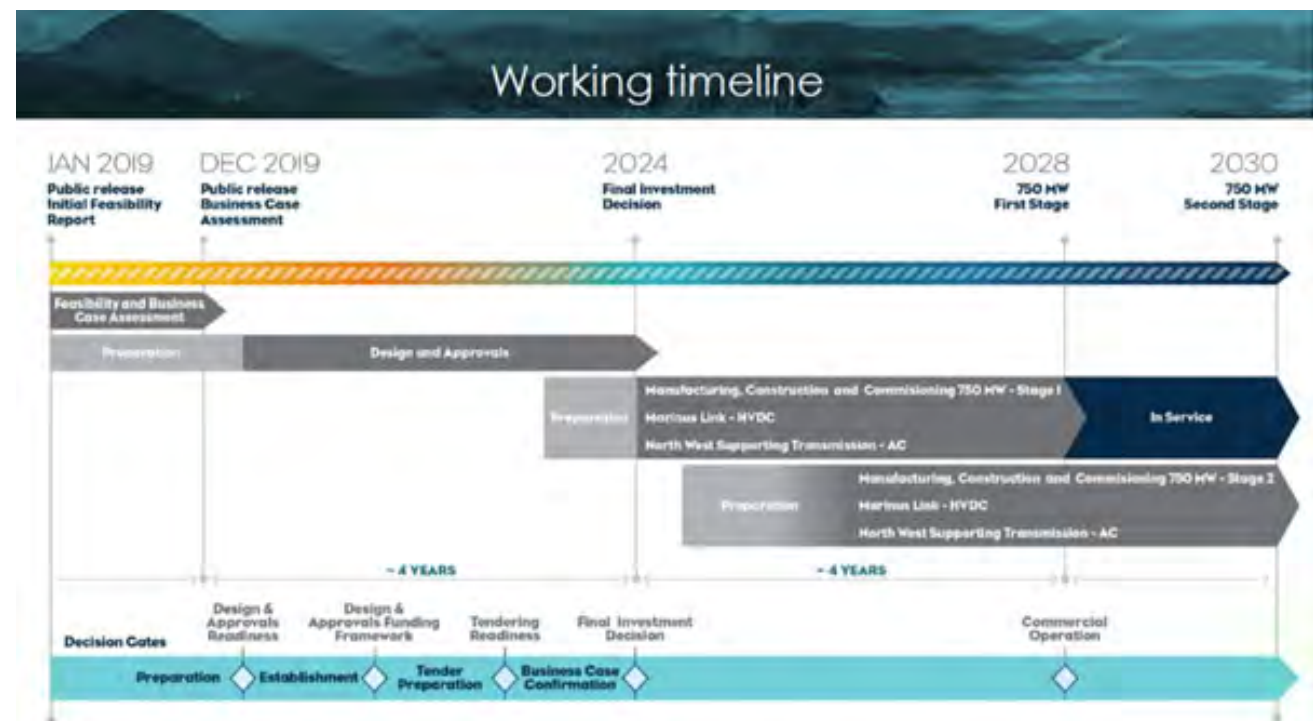 Working timeline
JAN 2019
Public release
Initial Feasibility
Report
DEC 2019
Public release
Business Case
Assessment
2024
Final Investment
Decision
2028
750 MW
First Stage
2030
750 MW
Second Stage
Feasibility and Business
Case Assessment
Preparation
Design and Approvals
Preparation
Manufacturing, Construction and Commisioning 750 MW - Stage 1
Marinus Link - HVDC
North West Supporting Transmission - AC
In Service
Preparation
Manufacturing, Construction and Commisioning 750 MW - Stage 2
Marinus Link - HVDC
North West Supporting Transmission - AC
~ 4 YEARS
~ 4 YEARS
Decision Gates
Design &
Approvals
Readiness
Design &
Approvals Funding
Framework
Tendering
Readiness
Final Investment
Decision
Commercial
Operation
Preparation
Establishment
Tender
Preparation
Business Case
Confirmation